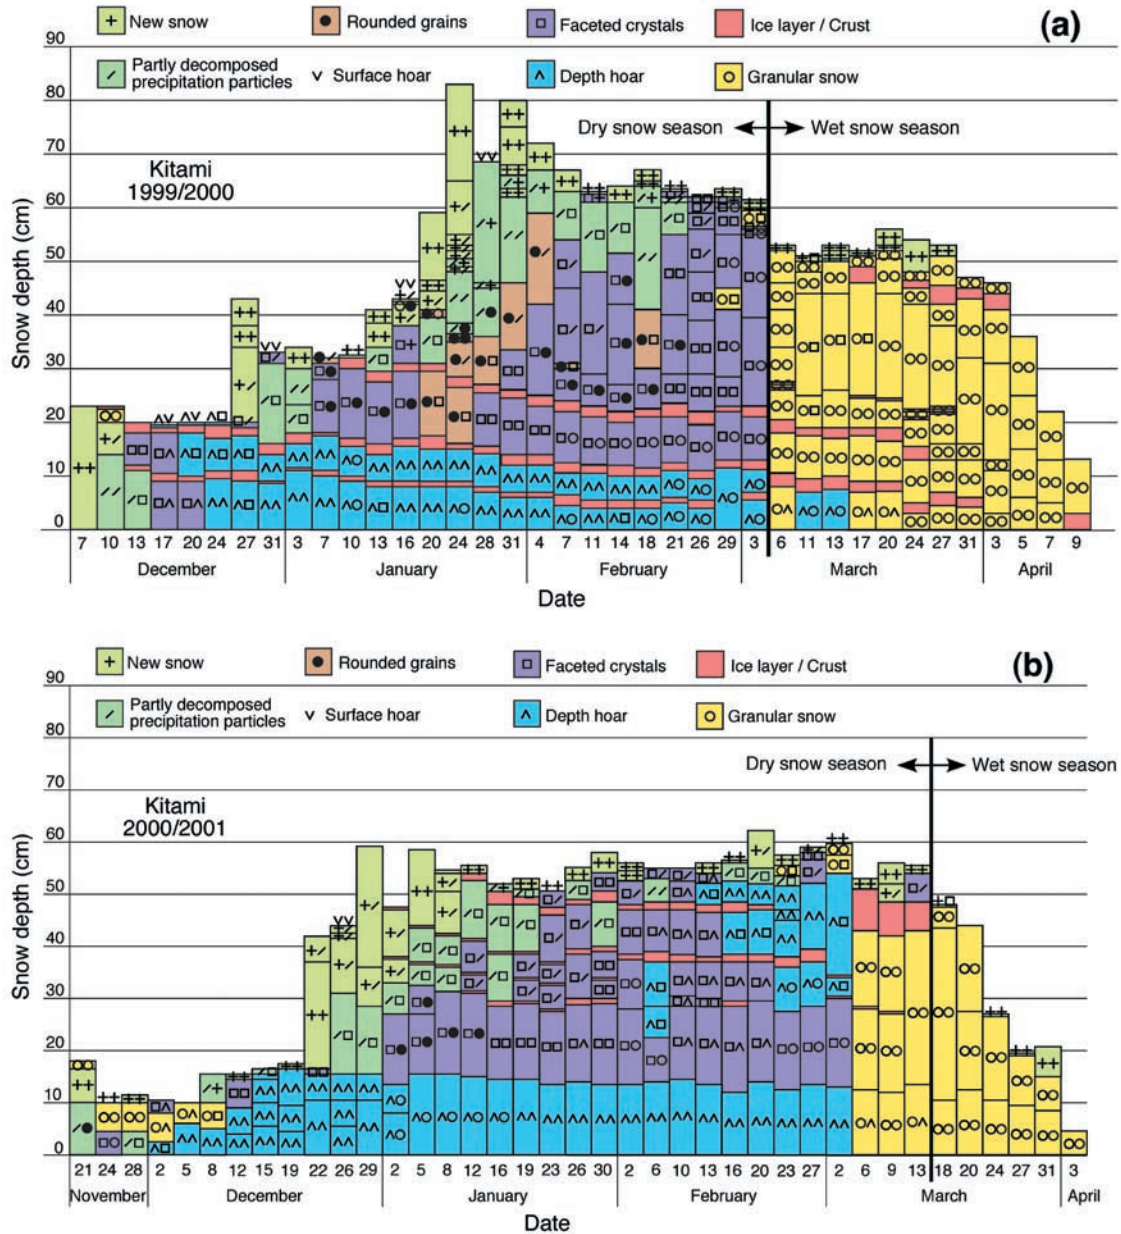 New snow Rounded grains Faceted crystals Ice layer / Crust (a)
Partly decomposed
precipitation particles
Surface hoar Depth hoar Granular snow
Dry snow season Wet snow season
Kitami
1999/2000
Snow depth (cm)
90
80
70
60
50
40
30
20
10
0
7 10 13 17 20 24 27 31 3 7 10 13 16 20 24 28 31 4 7 11 14 18 21 26 29 3 6 11 13 17 20 24 27 31 3 5 7 9
December January February March April
Date
New snow Rounded grains Faceted crystals Ice layer / Crust (b)
Partly decomposed
precipitation particles
Surface hoar Depth hoar Granular snow
Dry snow season Wet snow season
Kitami
2000/2001
Snow depth (cm)
90
80
70
60
50
40
30
20
10
0
21 24 28 2 5 8 12 15 19 22 26 29 2 5 8 12 16 19 23 26 30 2 6 10 13 16 20 23 27 2 6 9 13 18 20 24 27 31 3
November December January February March April
Date